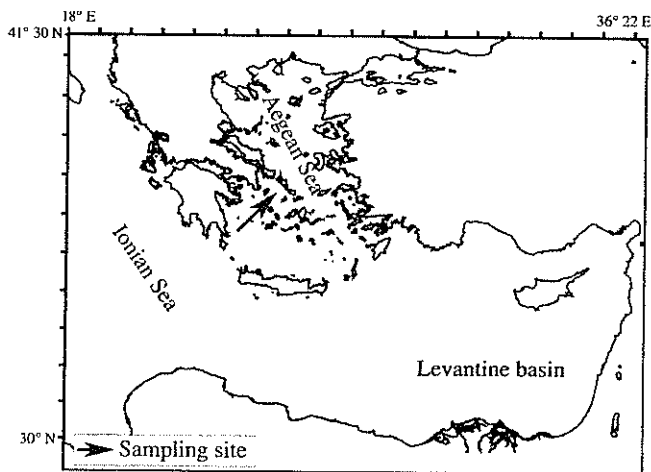 18° E
36° 22 E
41° 30 N
Aegean Sea
Ionian Sea
Levantine basin
30° N
Sampling site